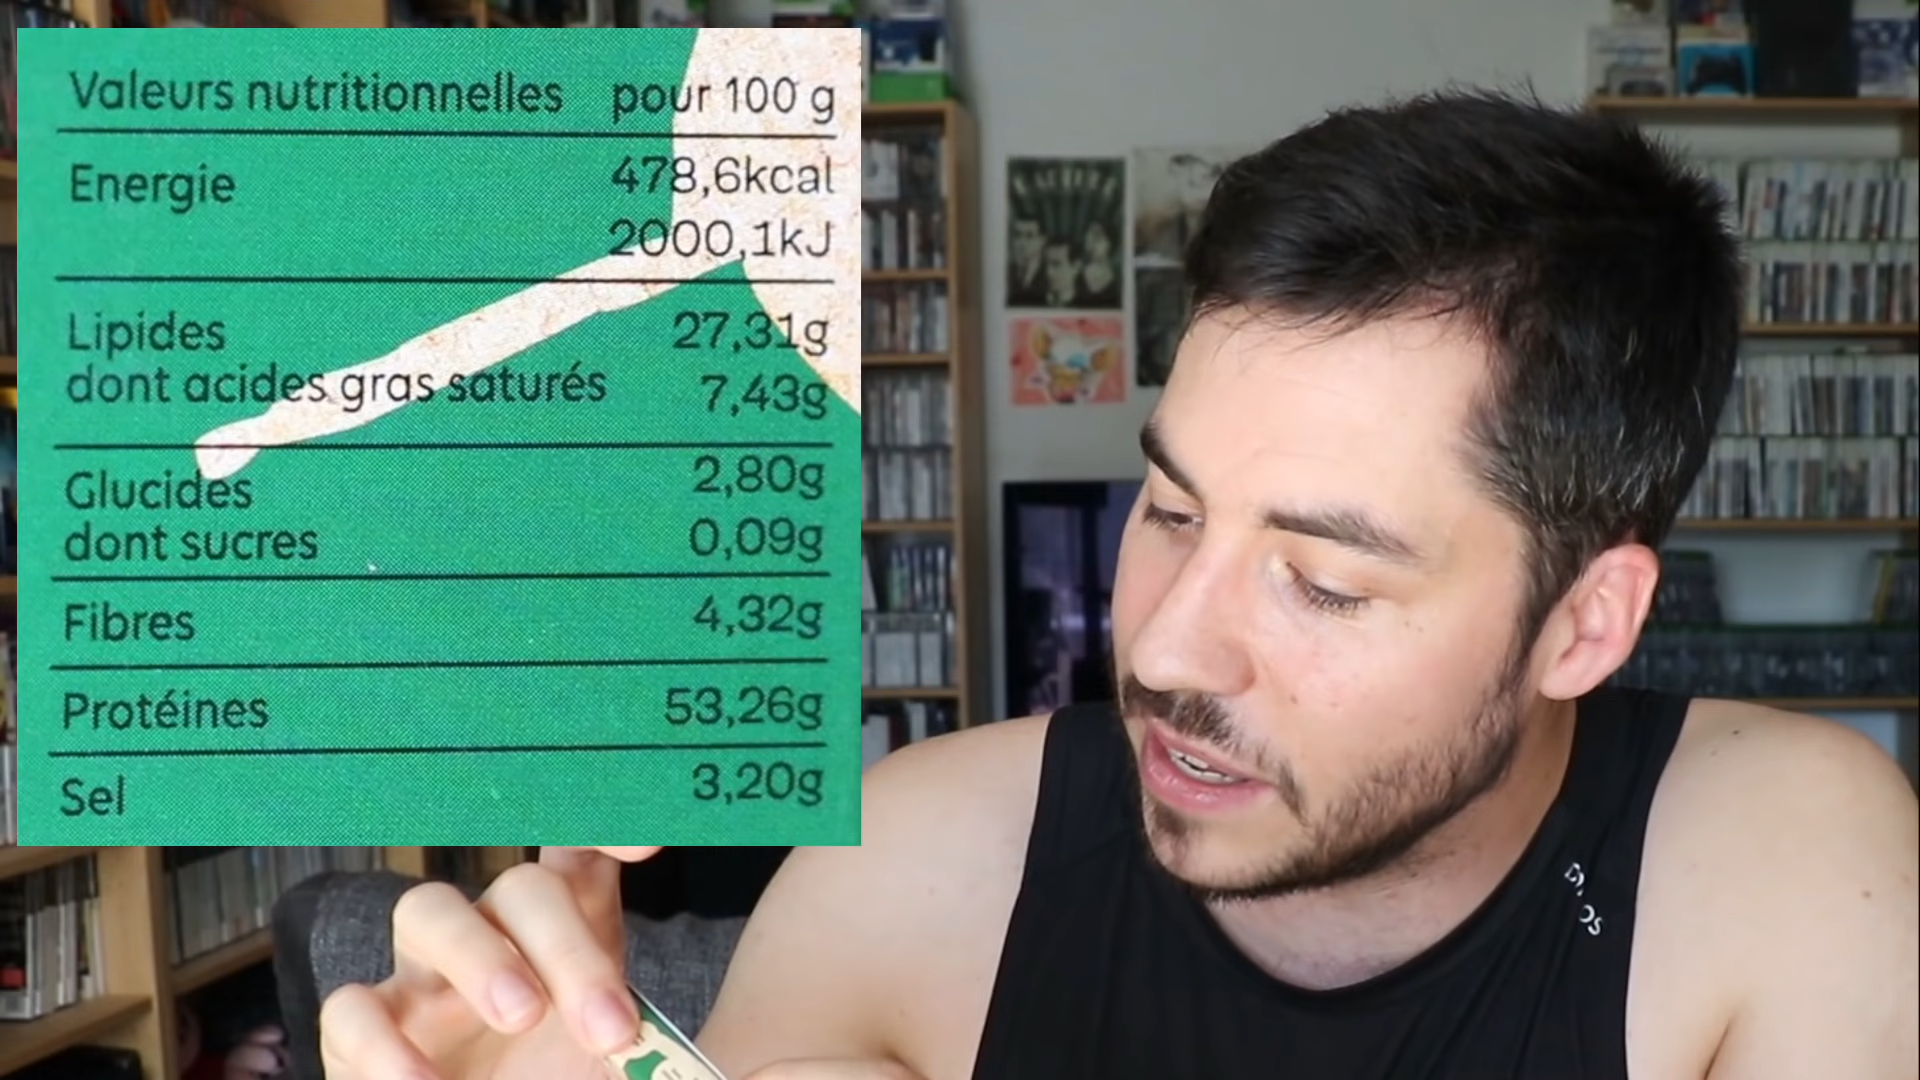 Valeurs nutritionnelles pour 100 g
Energie 478,6kcal
2000,1kJ
Lipides 27,31g
dont acides gras saturés 7,43g
Glucides 2,80g
dont sucres 0,09g
Fibres 4,32g
Protéines 53,26g
Sel 3,20g